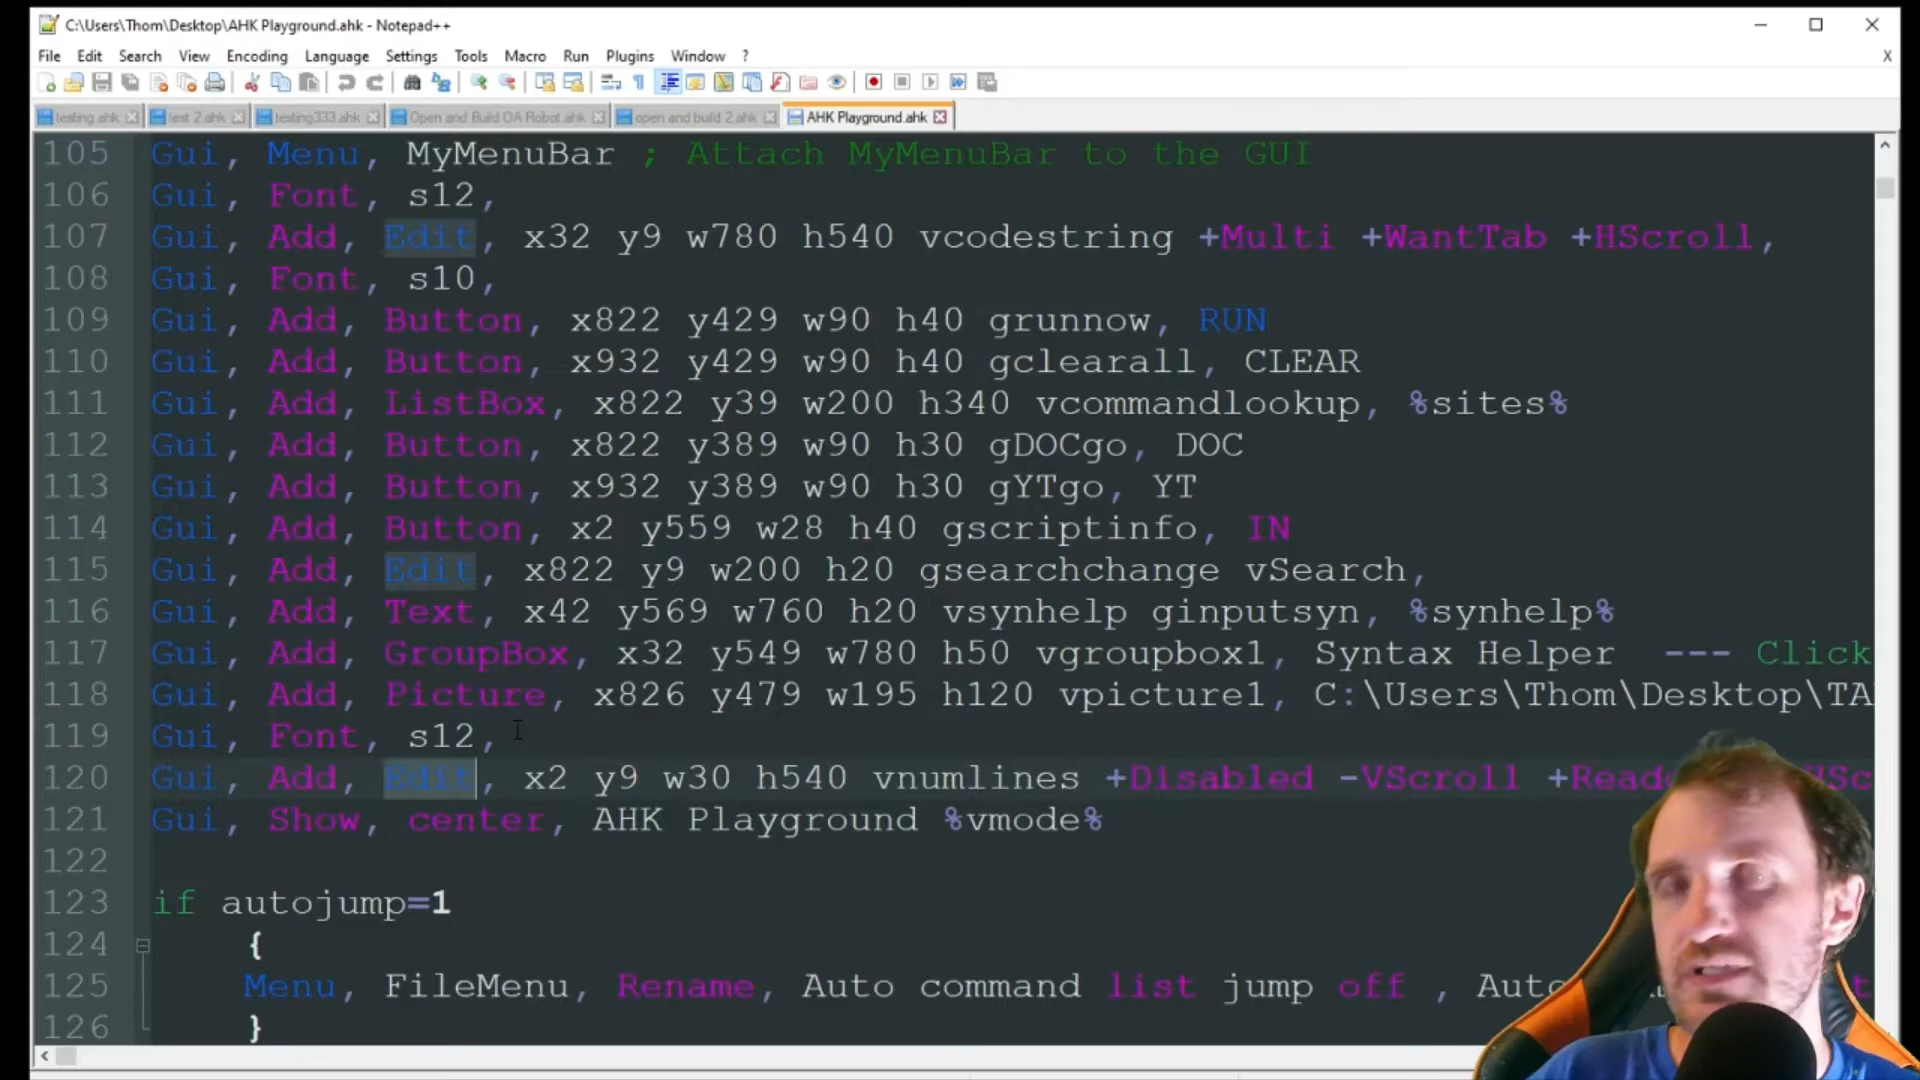 C:\Users\Thom\Desktop\AHK Playground.ahk - Notepad++
File Edit Search View Encoding Language Settings Tools Macro Run Plugins Window ? X
testing.ahk test 2.ahk testing333.ahk Open and Build OA Robot.ahk open and build 2.ahk AHK Playground.ahk
105 Gui, Menu, MyMenuBar ; Attach MyMenuBar to the GUI
106 Gui, Font, s12,
107 Gui, Add, Edit, x32 y9 w780 h540 vcodestring +Multi +WantTab +HScroll,
108 Gui, Font, s10,
109 Gui, Add, Button, x822 y429 w90 h40 grunnow, RUN
110 Gui, Add, Button, x932 y429 w90 h40 gclearall, CLEAR
111 Gui, Add, ListBox, x822 y39 w200 h340 vcommandlookup, %sites%
112 Gui, Add, Button, x822 y389 w90 h30 gDOCgo, DOC
113 Gui, Add, Button, x932 y389 w90 h30 gYTgo, YT
114 Gui, Add, Button, x2 y559 w28 h40 gscriptinfo, IN
115 Gui, Add, Edit, x822 y9 w200 h20 gsearchchange vSearch,
116 Gui, Add, Text, x42 y569 w760 h20 vsynhelp ginputsyn, %synhelp%
117 Gui, Add, GroupBox, x32 y549 w780 h50 vgroupbox1, Syntax Helper --- Click
118 Gui, Add, Picture, x826 y479 w195 h120 vpicture1, C:\Users\Thom\Desktop\TA
119 Gui, Font, s12,
120 Gui, Add, Edit, x2 y9 w30 h540 vnumlines +Disabled -VScroll
121 Gui, Show, center, AHK Playground %vmode%
122
123 if autojump=1
124 {
125 Menu, FileMenu, Rename, Auto command list jump off ,
126 }